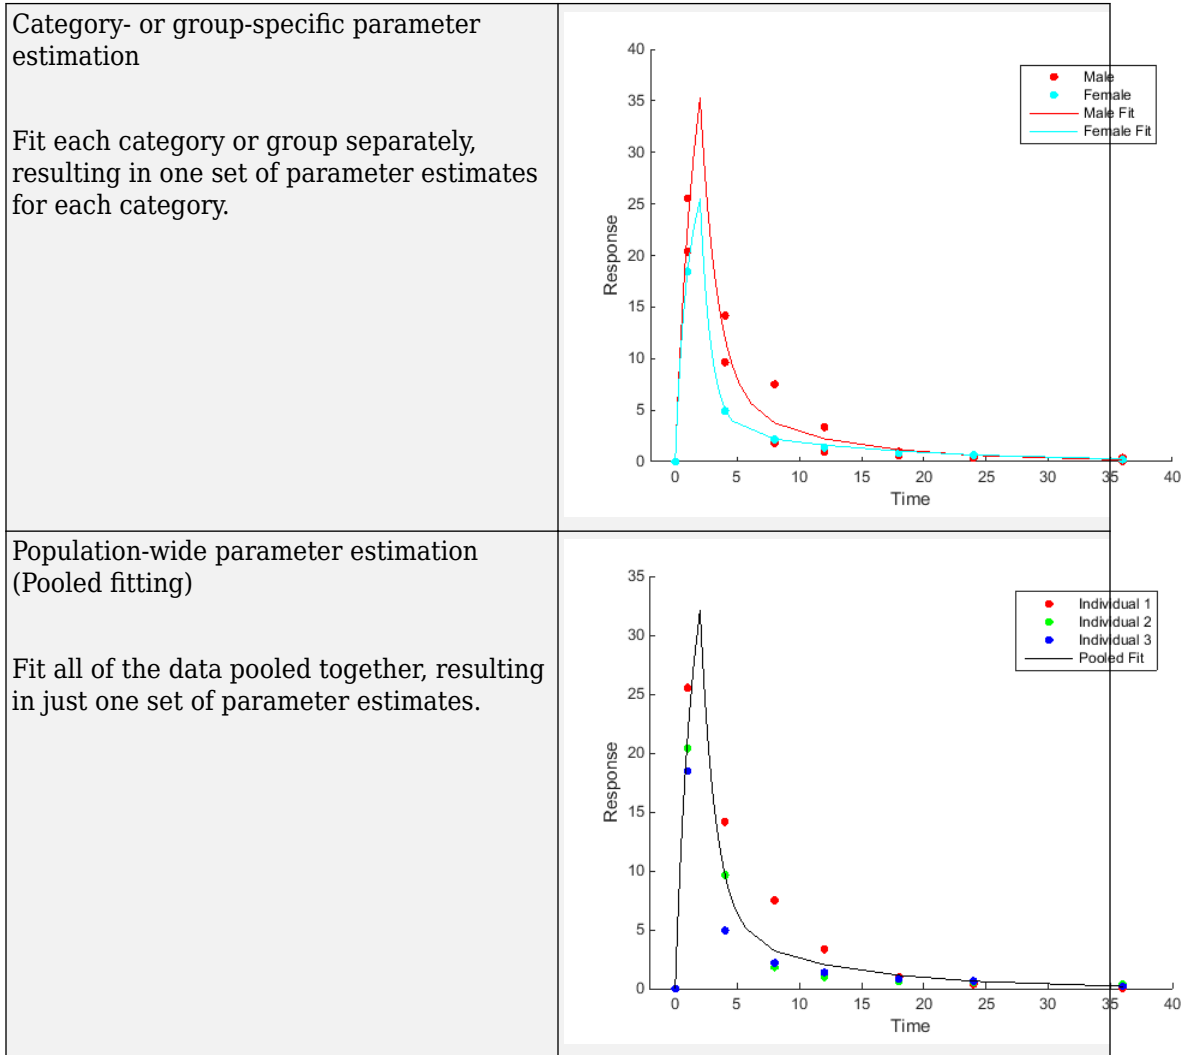 Category- or group-specific parameter
estimation
Fit each category or group separately,
resulting in one set of parameter estimates
for each category.
40
35
30
25
20
15
10
5
0
Response
0 5 10 15 20 25 30 35 40
Time
Male
Female
Male Fit
Female Fit
Population-wide parameter estimation
(Pooled fitting)
Fit all of the data pooled together, resulting
in just one set of parameter estimates.
35
30
25
20
15
10
5
0
Response
0 5 10 15 20 25 30 35 40
Time
Individual 1
Individual 2
Individual 3
Pooled Fit